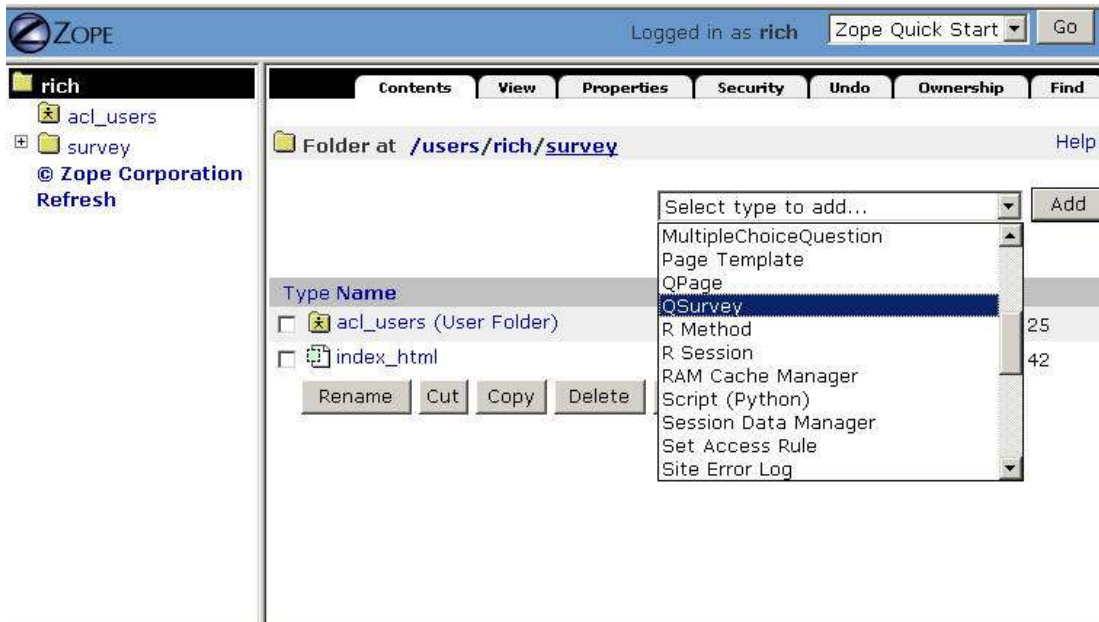 ZOPE
Logged in as rich
Zope Quick Start
Go
rich
acl_users
survey
© Zope Corporation
Refresh
Contents
View
Properties
Security
Undo
Ownership
Find
Folder at /users/rich/survey
Help
Select type to add...
Add
MultipleChoiceQuestion
Page Template
QPage
QSurvey
R Method
R Session
RAM Cache Manager
Script (Python)
Session Data Manager
Set Access Rule
Site Error Log
Type Name
acl_users (User Folder)
25
index_html
42
Rename
Cut
Copy
Delete